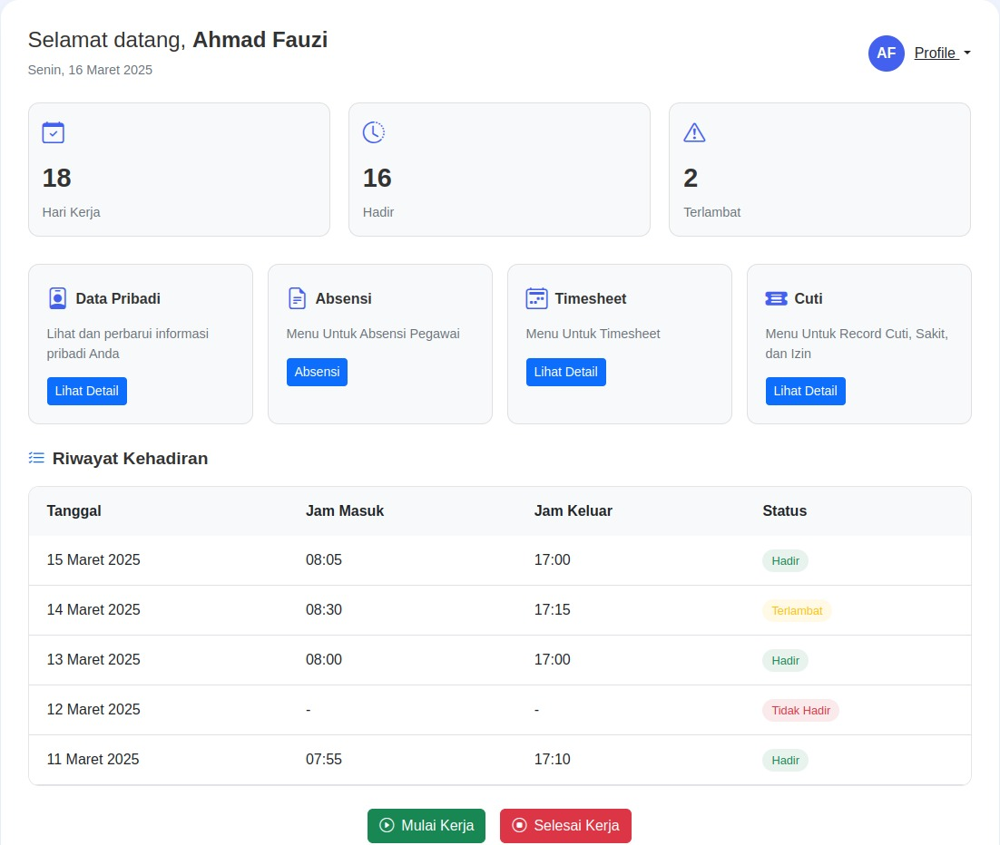 Selamat datang, Ahmad Fauzi
Senin, 16 Maret 2025
AF Profile
18
Hari Kerja
16
Hadir
2
Terlambat
Data Pribadi
Lihat dan perbarui informasi
pribadi Anda
Lihat Detail
Absensi
Menu Untuk Absensi Pegawai
Absensi
Timesheet
Menu Untuk Timesheet
Lihat Detail
Cuti
Menu Untuk Record Cuti, Sakit,
dan Izin
Lihat Detail
Riwayat Kehadiran
Tanggal Jam Masuk Jam Keluar Status
15 Maret 2025 08:05 17:00 Hadir
14 Maret 2025 08:30 17:15 Terlambat
13 Maret 2025 08:00 17:00 Hadir
12 Maret 2025 - - Tidak Hadir
11 Maret 2025 07:55 17:10 Hadir
Mulai Kerja Selesai Kerja